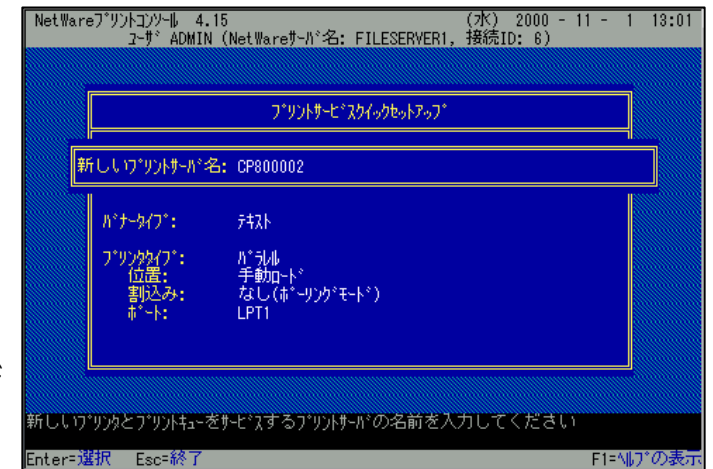 NetWareﾌﾟﾘﾝﾄｺﾝｿｰﾙ 4.15 (水) 2000 - 11 - 1 13:01
ﾕｰｻﾞ ADMIN (NetWareｻｰﾊﾞ名: FILESERVER1, 接続ID: 6)
ﾌﾟﾘﾝﾄｻｰﾋﾞｽｸｲｯｸｾｯﾄｱｯﾌﾟ
新しいﾌﾟﾘﾝﾄｻｰﾊﾞ名: CP800002
ﾊﾞﾅｰﾀｲﾌﾟ: ﾃｷｽﾄ
ﾌﾟﾘﾝﾀﾀｲﾌﾟ: ﾊﾟﾗﾚﾙ
位置: 手動ﾛｰﾄﾞ
割込み: なし(ﾎﾟｰﾘﾝｸﾞﾓｰﾄﾞ)
ﾎﾟｰﾄ: LPT1
新しいﾌﾟﾘﾝﾀとﾌﾟﾘﾝﾄｷｭｰをｻｰﾋﾞｽするﾌﾟﾘﾝﾄｻｰﾊﾞの名前を入力してください
Enter=選択 Esc=終了 F1=ﾍﾙﾌﾟの表示